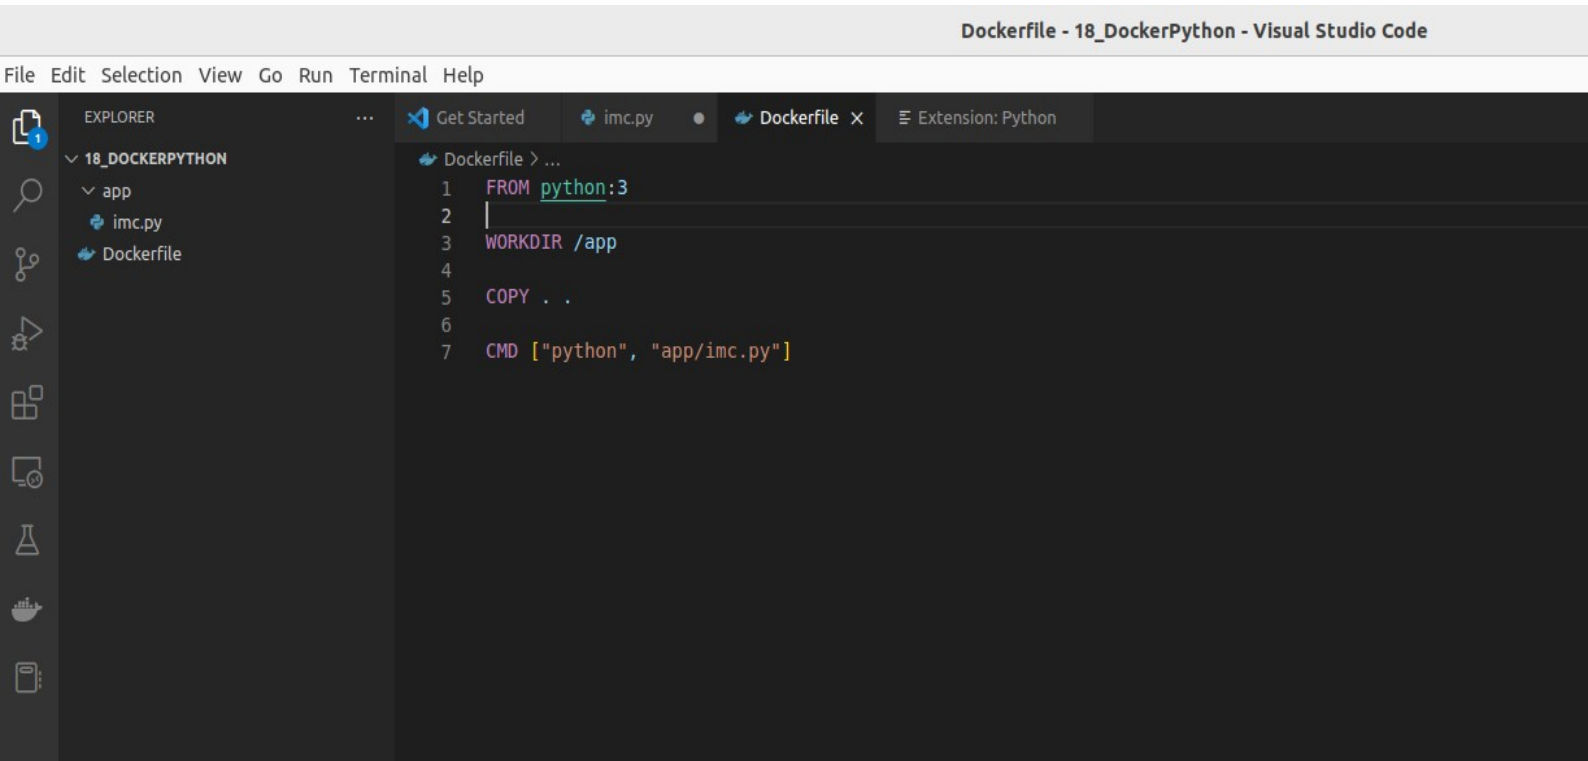 Dockerfile - 18_DockerPython - Visual Studio Code
File Edit Selection View Go Run Terminal Help
EXPLORER ...
Get Started imc.py Dockerfile Extension: Python
1
18_DOCKERPYTHON
app
imc.py
Dockerfile
Dockerfile > ...
1 FROM python:3
2
3 WORKDIR /app
4
5 COPY . .
6
7 CMD ["python", "app/imc.py"]